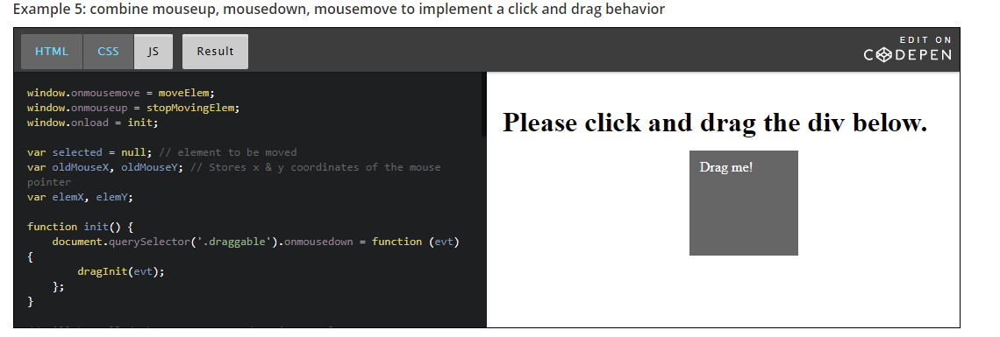 Example 5: combine mouseup, mousedown, mousemove to implement a click and drag behavior
HTML CSS JS Result
EDIT ON
CODEPEN
window.onmousemove = moveElem;
window.onmouseup = stopMovingElem;
window.onload = init;
var selected = null; // element to be moved
var oldMouseX, oldMouseY; // Stores x & y coordinates of the mouse
pointer
var elemX, elemY;
function init() {
document.querySelector('.draggable').onmousedown = function (evt)
{
dragInit(evt);
};
}
Please click and drag the div below.
Drag me!